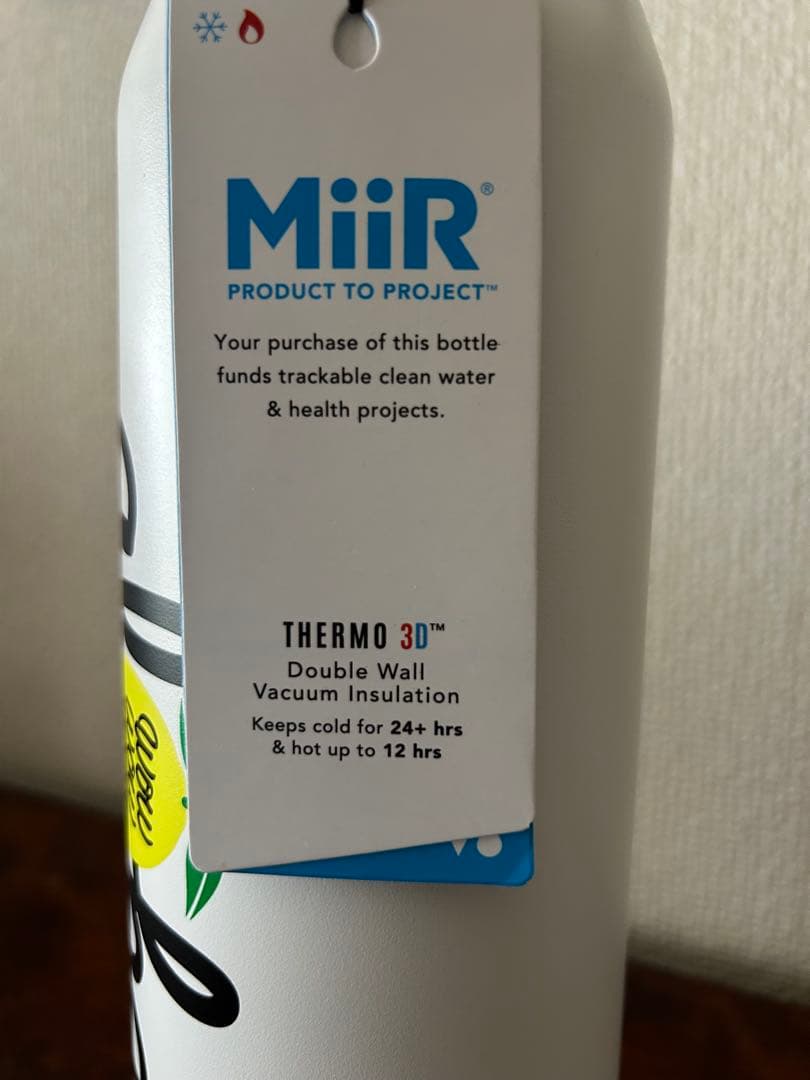 MiiR®
PRODUCT TO PROJECT™
Your purchase of this bottle
funds trackable clean water
& health projects.
THERMO 3D™
Double Wall
Vacuum Insulation
Keeps cold for 24+ hrs
& hot up to 12 hrs